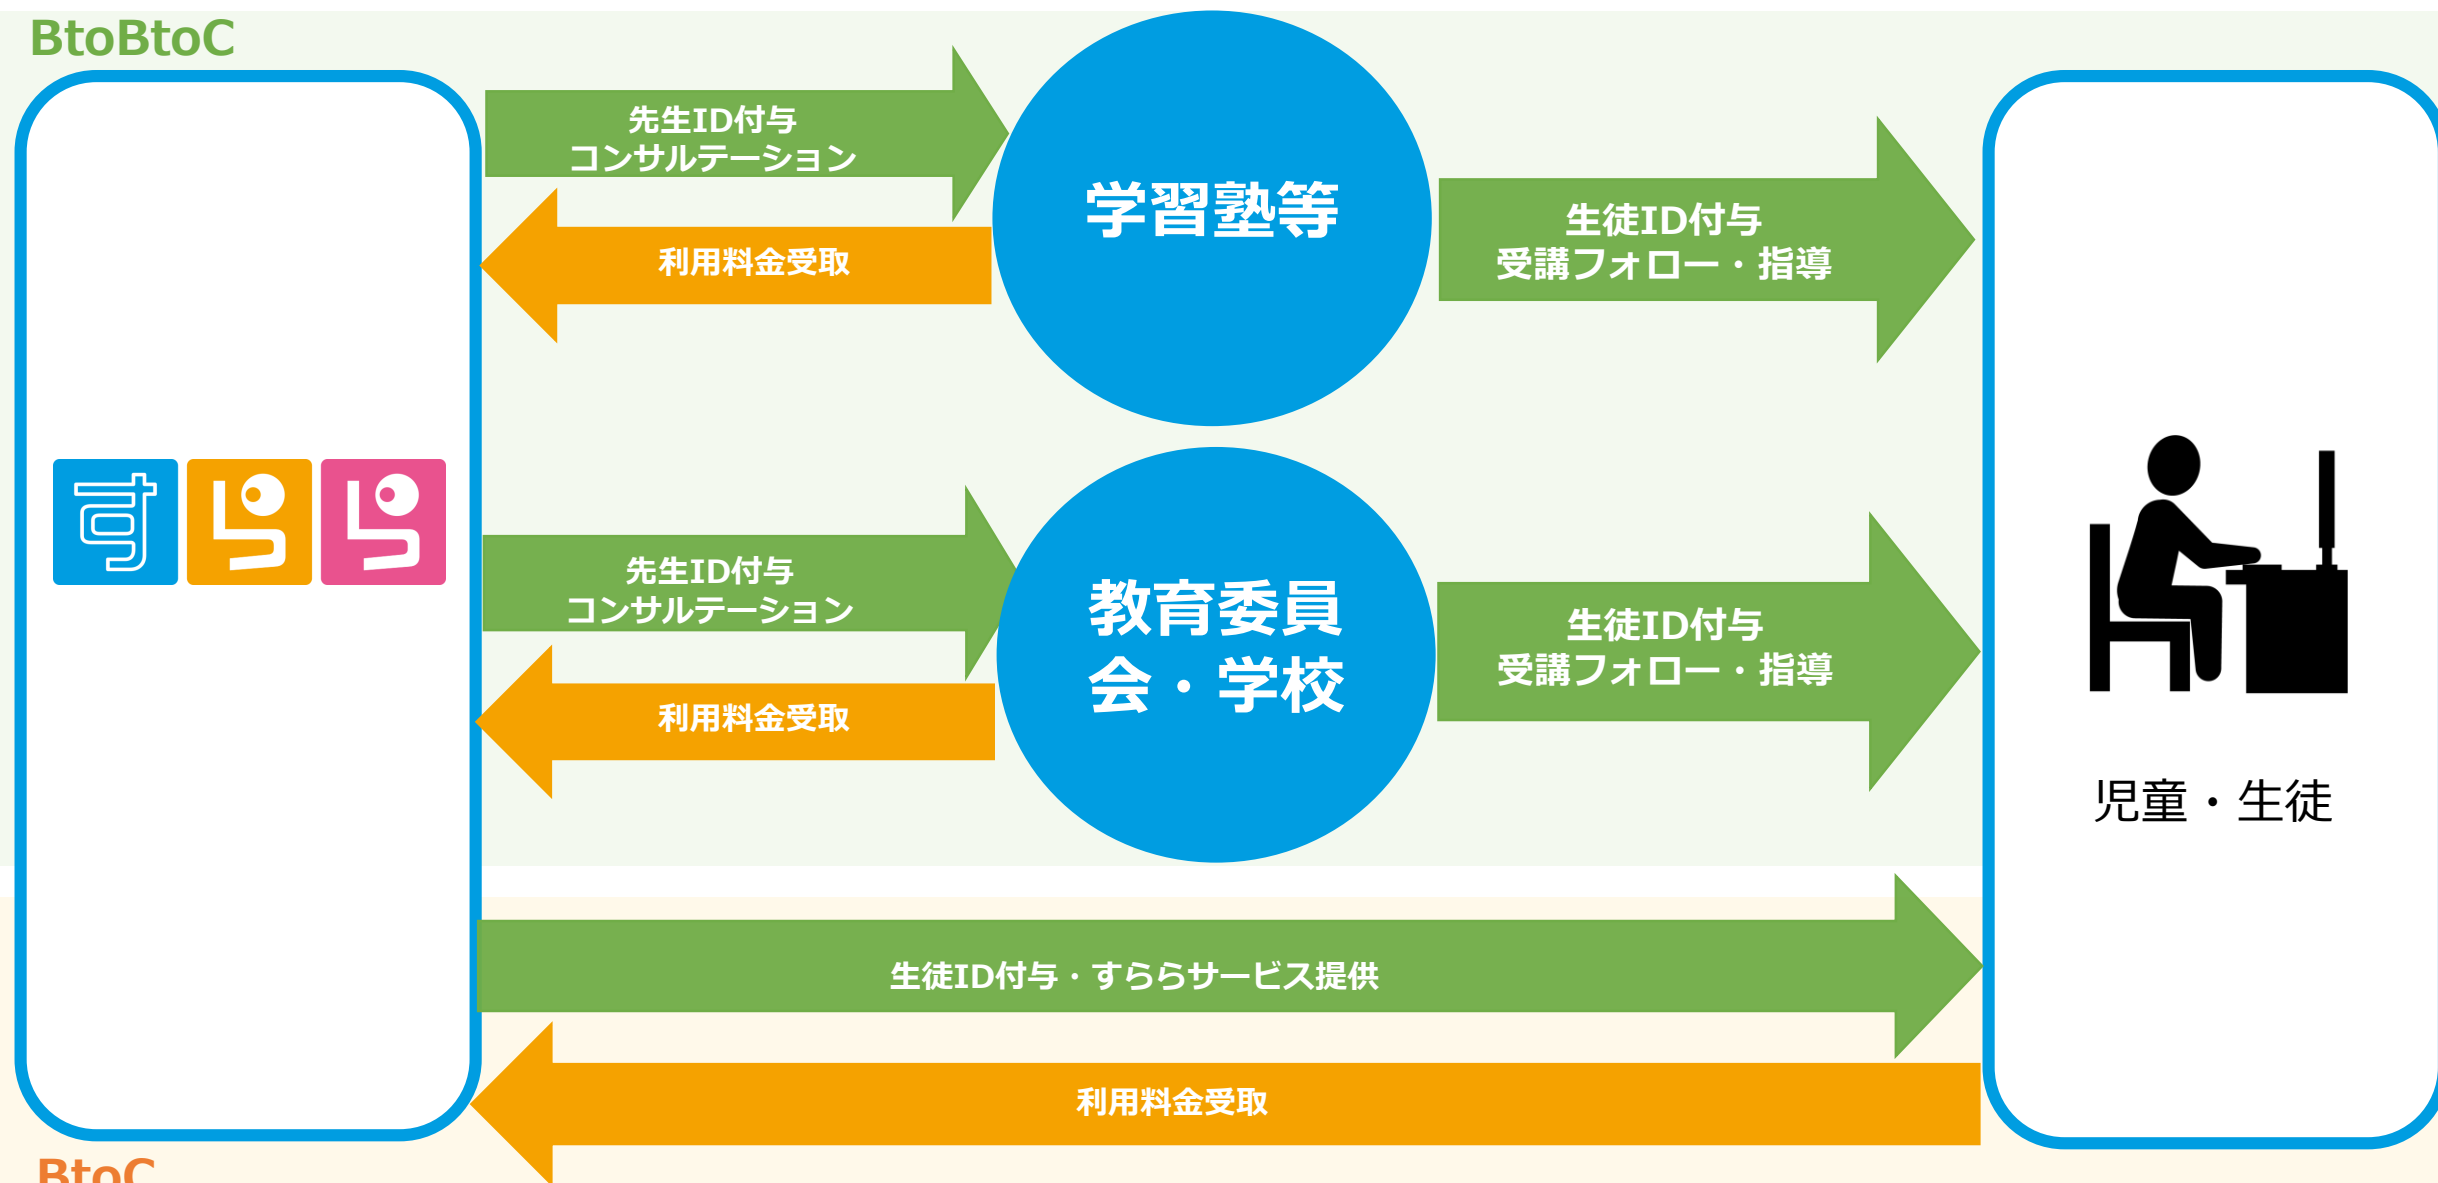 BtoBtoC
先生ID付与
コンサルテーション
利用料金受取
学習塾等
生徒ID付与
受講フォロー・指導
すらら
先生ID付与
コンサルテーション
利用料金受取
教育委員
会・学校
生徒ID付与
受講フォロー・指導
児童・生徒
生徒ID付与・すららサービス提供
利用料金受取
BtoC